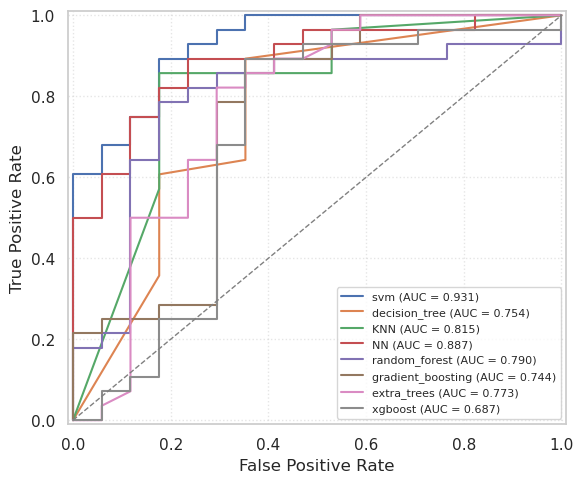 1.0
0.8
0.6
0.4
0.2
0.0
True Positive Rate
svm (AUC = 0.931)
decision_tree (AUC = 0.754)
KNN (AUC = 0.815)
NN (AUC = 0.887)
random_forest (AUC = 0.790)
gradient_boosting (AUC = 0.744)
extra_trees (AUC = 0.773)
xgboost (AUC = 0.687)
0.0 0.2 0.4 0.6 0.8 1.0
False Positive Rate